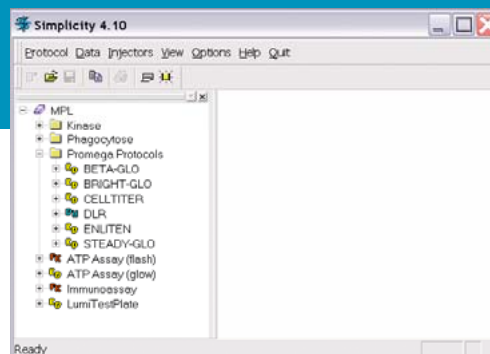 Simplicity 4.10
Protocol Data Injectors View Options Help Quit
MPL
Kinase
Phagocytose
Promega Protocols
BETA-GLO
BRIGHT-GLO
CELLTITER
DLR
ENLITEN
STEADY-GLO
ATP Assay (flash)
ATP Assay (glow)
Immunoassay
LumiTestPlate
Ready